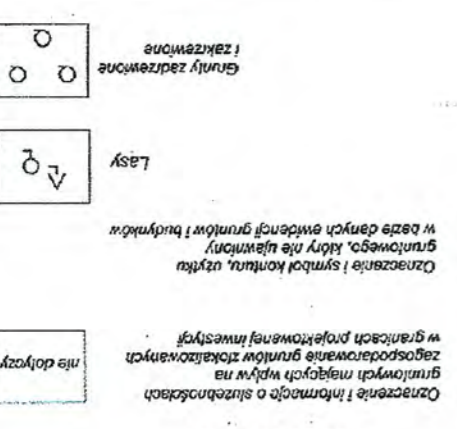 Oznaczenie i informacje o służebnościach
gruntowych mających wpływ na
zagospodarowanie gruntów zlokalizowanych
w granicach projektowanej inwestycji
nie dotyczy
Oznaczenie i symbol konturu, użytku
gruntowego, który nie ujawniony
w bazie danych ewidencji gruntów i budynków
Lasy
Grunty zadrzewione
i zakrzewione